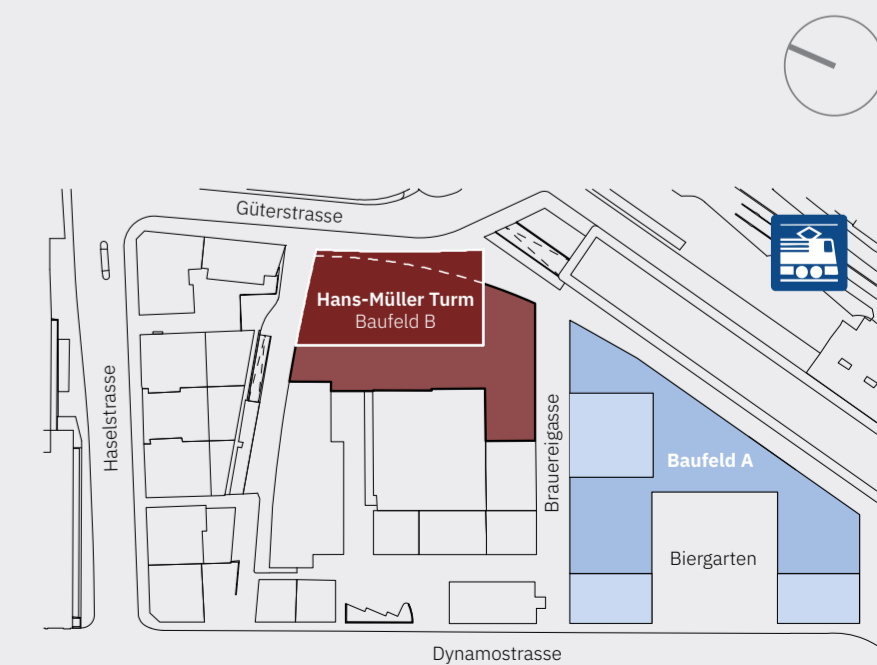 Güterstrasse
Hans-Müller Turm
Baufeld B
Haselstrasse
Brauereigasse
Baufeld A
Biergarten
Dynamostrasse